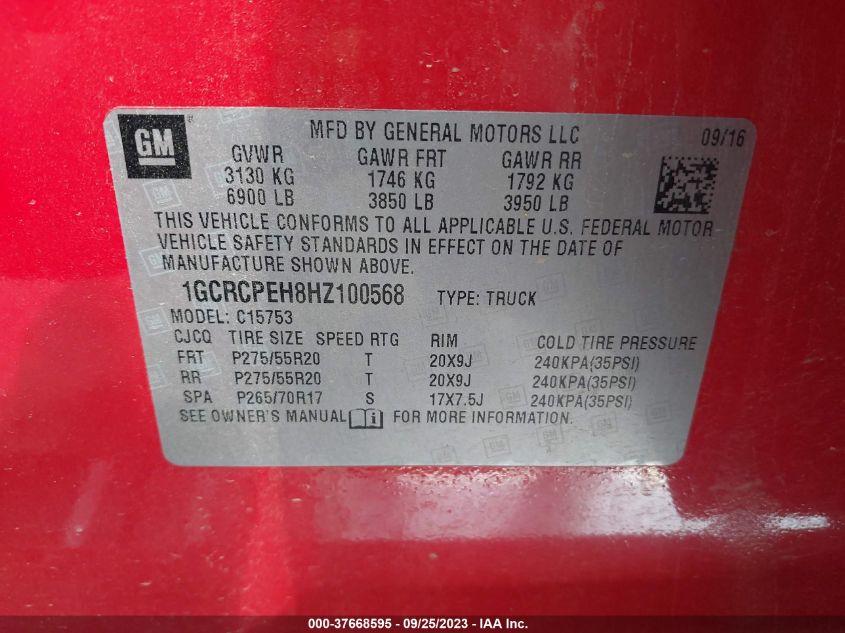 GM
MFD BY GENERAL MOTORS LLC 09/16
GVWR GAWR FRT GAWR RR
3130 KG 1746 KG 1792 KG
6900 LB 3850 LB 3950 LB
THIS VEHICLE CONFORMS TO ALL APPLICABLE U.S. FEDERAL MOTOR
VEHICLE SAFETY STANDARDS IN EFFECT ON THE DATE OF
MANUFACTURE SHOWN ABOVE.
1GCRCPEH8HZ100568 TYPE: TRUCK
MODEL: C15753
CJCQ TIRE SIZE SPEED RTG RIM COLD TIRE PRESSURE
FRT P275/55R20 T 20X9J 240KPA(35PSI)
RR P275/55R20 T 20X9J 240KPA(35PSI)
SPA P265/70R17 S 17X7.5J 240KPA(35PSI)
SEE OWNER'S MANUAL FOR MORE INFORMATION.
000-37668595 - 09/25/2023 - IAA Inc.